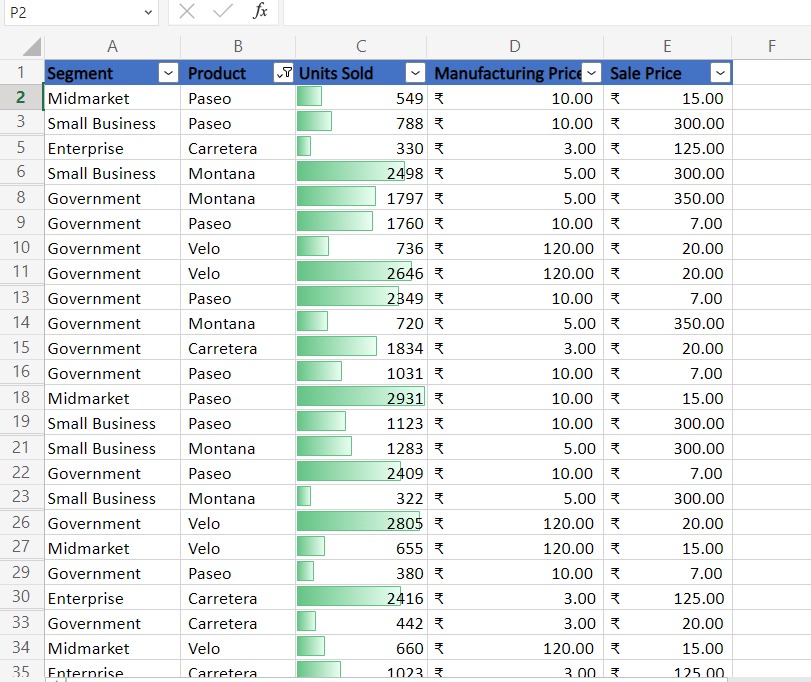 P2 fx
A B C D E F
1 Segment Product Units Sold Manufacturing Price Sale Price
2 Midmarket Paseo 549 ₹ 10.00 ₹ 15.00
3 Small Business Paseo 788 ₹ 10.00 ₹ 300.00
5 Enterprise Carretera 330 ₹ 3.00 ₹ 125.00
6 Small Business Montana 2498 ₹ 5.00 ₹ 300.00
8 Government Montana 1797 ₹ 5.00 ₹ 350.00
9 Government Paseo 1760 ₹ 10.00 ₹ 7.00
10 Government Velo 736 ₹ 120.00 ₹ 20.00
11 Government Velo 2646 ₹ 120.00 ₹ 20.00
13 Government Paseo 2349 ₹ 10.00 ₹ 7.00
14 Government Montana 720 ₹ 5.00 ₹ 350.00
15 Government Carretera 1834 ₹ 3.00 ₹ 20.00
16 Government Paseo 1031 ₹ 10.00 ₹ 7.00
18 Midmarket Paseo 2931 ₹ 10.00 ₹ 15.00
19 Small Business Paseo 1123 ₹ 10.00 ₹ 300.00
21 Small Business Montana 1283 ₹ 5.00 ₹ 300.00
22 Government Paseo 2409 ₹ 10.00 ₹ 7.00
23 Small Business Montana 322 ₹ 5.00 ₹ 300.00
26 Government Velo 2805 ₹ 120.00 ₹ 20.00
27 Midmarket Velo 655 ₹ 120.00 ₹ 15.00
29 Government Paseo 380 ₹ 10.00 ₹ 7.00
30 Enterprise Carretera 2416 ₹ 3.00 ₹ 125.00
33 Government Carretera 442 ₹ 3.00 ₹ 20.00
34 Midmarket Velo 660 ₹ 120.00 ₹ 15.00
35 Enterprise Carretera 1023 ₹ 3.00 ₹ 125.00